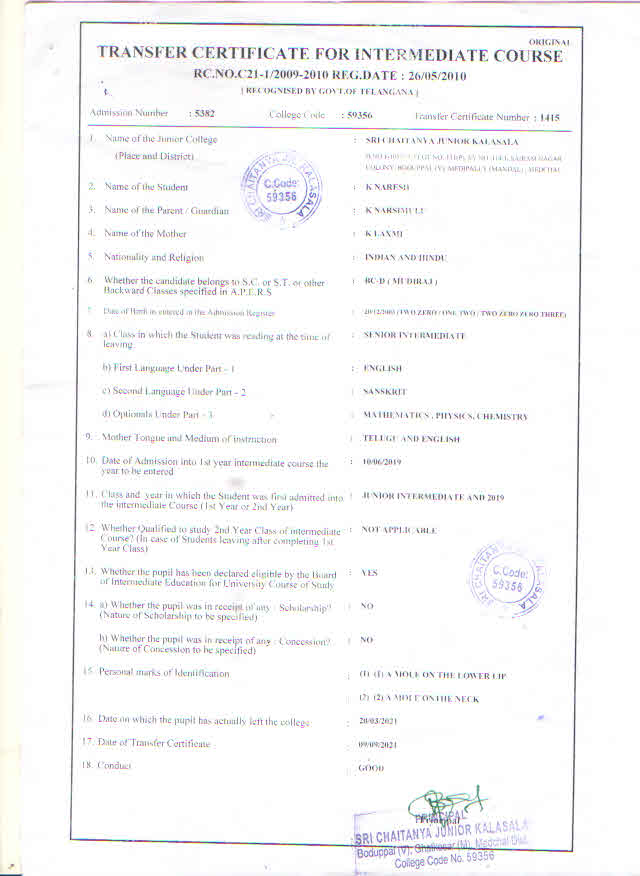 ORIGINAL
TRANSFER CERTIFICATE FOR INTERMEDIATE COURSE
RC.NO.C21-1/2009-2010 REG.DATE : 26/05/2010
[ RECOGNISED BY GOVT.OF TELANGANA ]
Admission Number : 5382 College Code : 59356 Transfer Certificate Number : 1415
1. Name of the Junior College : SRI CHAITANYA JUNIOR KALASALA
(Place and District)
COLONY, BODUPPAL (V) MEDIPALLY (MANDAL) MEDCHAL
SRI CHAITANYA JR KALASALA
C.Code:
59356
2. Name of the Student : K NARESH
3. Name of the Parent / Guardian : K NARSIMULU
4. Name of the Mother : K LAXMI
5. Nationality and Religion : INDIAN AND HINDU
6. Whether the candidate belongs to S.C. or S.T. or other : BC-D ( MUDIRAJ )
Backward Classes specified in A.P.E.R.S
7. Date of Birth as entered in the Admission Register : 20/12/2003 (TWO ZERO / ONE TWO / TWO ZERO ZERO THREE)
8. a) Class in which the Student was reading at the time of : SENIOR INTERMEDIATE
leaving
b) First Language Under Part - 1 : ENGLISH
c) Second Language Under Part - 2 : SANSKRIT
d) Optionals Under Part - 3 : MATHEMATICS , PHYSICS, CHEMISTRY
9. Mother Tongue and Medium of instruction : TELUGU AND ENGLISH
10. Date of Admission into 1st year intermediate course the : 10/06/2019
year to be entered
11. Class and year in which the Student was first admitted into : JUNIOR INTERMEDIATE AND 2019
the intermediate Course (1st Year or 2nd Year)
12. Whether Qualified to study 2nd Year Class of intermediate : NOT APPLICABLE
Course? (In case of Students leaving after completing 1st
Year Class)
13. Whether the pupil has been declared eligible by the Board : YES
of Intermediate Education for University Course of Study
SRI CHAITANYA JR KALASALA
C.Code:
59356
14. a) Whether the pupil was in receipt of any : Scholarship? : NO
(Nature of Scholarship to be specified)
b) Whether the pupil was in receipt of any : Concession? : NO
(Nature of Concession to be specified)
15. Personal marks of Identification : (1) (1) A MOLE ON THE LOWER LIP
: (2) (2) A MOLE ON THE NECK
16. Date on which the pupil has actually left the college : 20/03/2021
17. Date of Transfer Certificate : 09/09/2021
18. Conduct : GOOD
PRINCIPAL
Principal
SRI CHAITANYA JUNIOR KALASALA
Boduppal (V), Ghatkesar (M), Medchal Dist.
College Code No. 59356